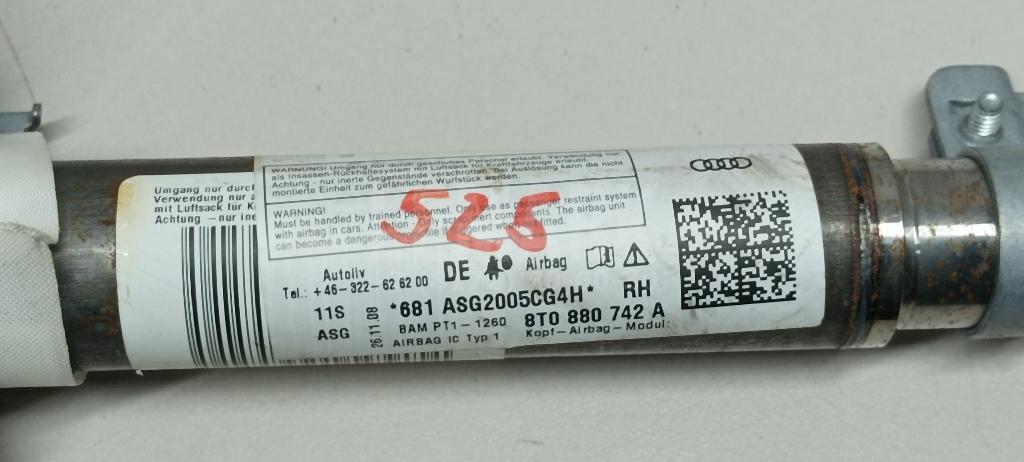 Umgang nur durch
Verwendung nur a
mit Luftsack für K
Achtung - nur ine
WARNUNG! Umgang nur durch geschultes Personal erlaubt. Verwendung nur
als Insassen-Rückhaltesystem mit Luftsack für Kraftfahrzeuge erlaubt.
Achtung - nur inerte Gegenstände verschrotten. Bei Auslösung kann die nicht
montierte Einheit zum gefährlichen Wurfstück werden.
WARNING!
Must be handled by trained personnel. Only use as passenger restraint system
with airbag in cars. Attention - Only scrap inert components. The airbag unit
can become a dangerous projectile if triggered when not fitted.
525
Autoliv
Tel.: +46-322-62 62 00
DE
Airbag
11S
*681 ASG2005CG4H*
RH
ASG
26.11.08
BAM PT1-1260
8T0 880 742 A
AIRBAG IC Typ 1
Kopf-Airbag-Modul: